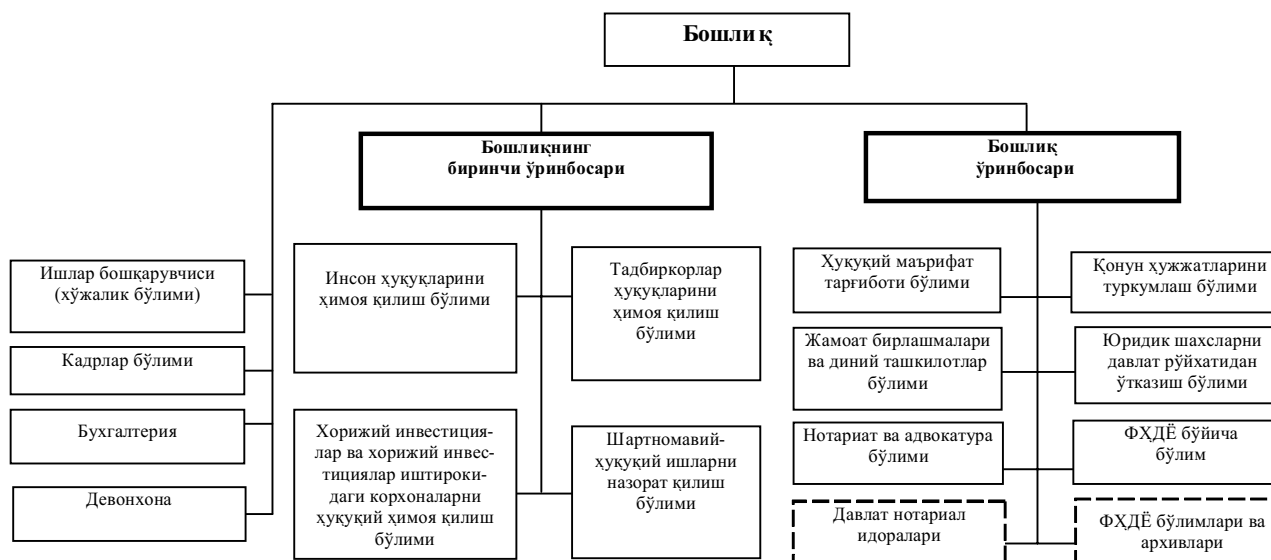 Бошлиқ
Бошлиқнинг
биринчи ўринбосари
Бошлиқ
ўринбосари
Ишлар бошқарувчиси
(хўжалик бўлими)
Кадрлар бўлими
Бухгалтерия
Девонхона
Инсон ҳуқуқларини
ҳимоя қилиш бўлими
Тадбиркорлар
ҳуқуқларини
ҳимоя қилиш
бўлими
Хорижий инвестиция-
лар ва хорижий инвес-
тициялар иштироки-
даги корхоналарни
ҳуқуқий ҳимоя қилиш
бўлими
Шартномавий-
ҳуқуқий ишларни
назорат қилиш
бўлими
Ҳуқуқий маърифат
тарғиботи бўлими
Қонун ҳужжатларини
туркумлаш бўлими
Жамоат бирлашмалари
ва диний ташкилотлар
бўлими
Юридик шахсларни
давлат рўйхатидан
ўтказиш бўлими
Нотариат ва адвокатура
бўлими
ФҲДЁ бўйича
бўлим
Давлат нотариал
идоралари
ФҲДЁ бўлимлари ва
архивлари